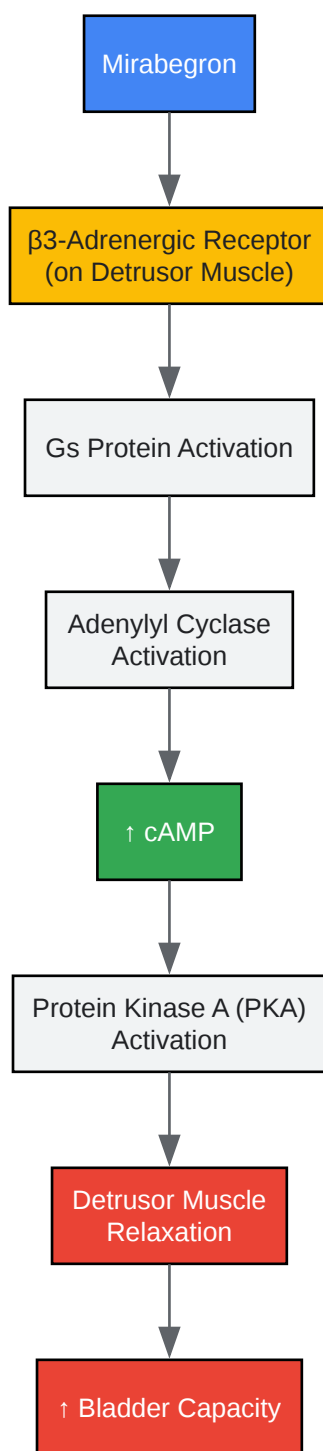 Mirabegron
β3-Adrenergic Receptor
(on Detrusor Muscle)
Gs Protein Activation
Adenylyl Cyclase
Activation
↑ cAMP
Protein Kinase A (PKA)
Activation
Detrusor Muscle
Relaxation
↑ Bladder Capacity